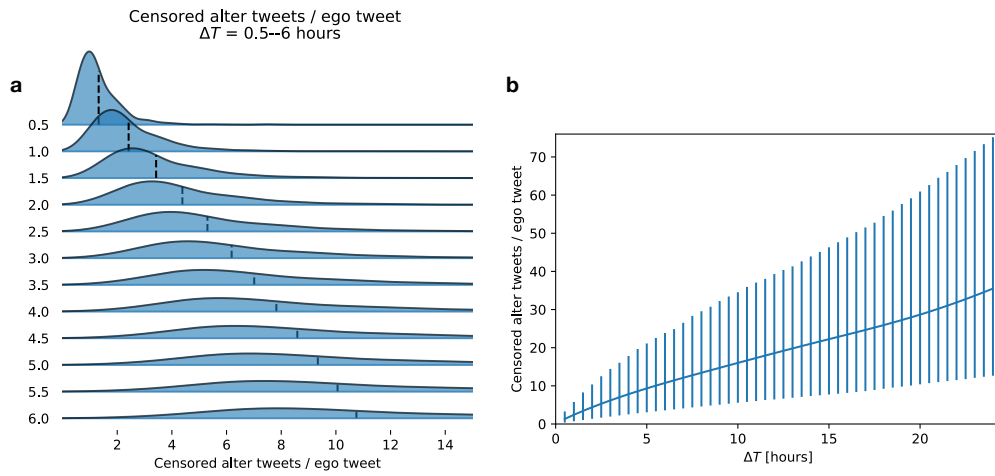 Censored alter tweets / ego tweet
ΔT = 0.5--6 hours
a
0.5
1.0
1.5
2.0
2.5
3.0
3.5
4.0
4.5
5.0
5.5
6.0
2 4 6 8 10 12 14
Censored alter tweets / ego tweet
b
Censored alter tweets / ego tweet
70
60
50
40
30
20
10
0
0 5 10 15 20
ΔT [hours]